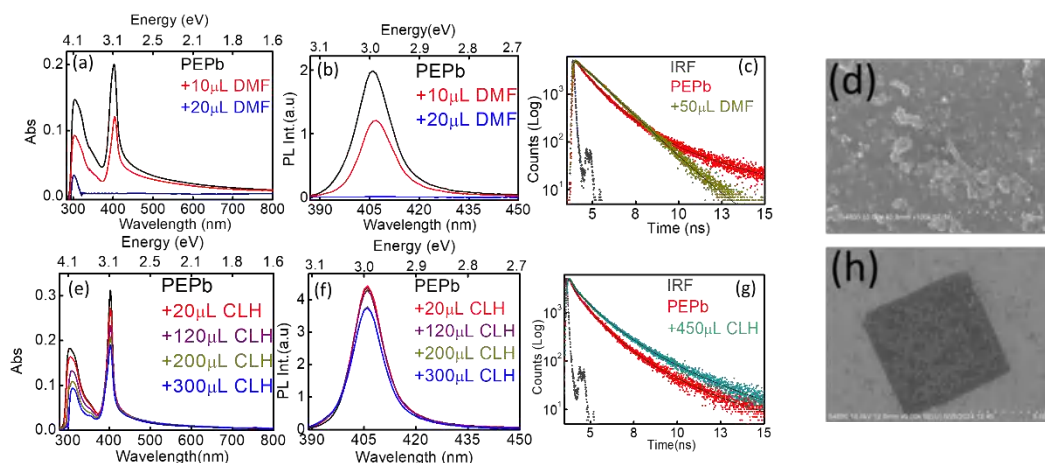 Energy (eV)
4.1 3.1 2.5 2.1 1.8 1.6
(a)
PEPb
+10μL DMF
+20μL DMF
Abs
0.2
0.1
0.0
300 400 500 600 700 800
Wavelength (nm)
Energy(eV)
3.1 3.0 2.9 2.8 2.7
(b)
PEPb
+10μL DMF
+20μL DMF
PL Int.(a.u)
2
1
0
390 405 420 435 450
Wavelength (nm)
(c)
IRF
PEPb
+50μL DMF
Counts (Log)
10³
10²
10¹
5 8 10 13 15
Time (ns)
(d)
Energy (eV)
4.1 3.1 2.5 2.1 1.8 1.6
(e)
PEPb
+20μL CLH
+120μL CLH
+200μL CLH
+300μL CLH
Abs
0.3
0.2
0.1
0.0
300 400 500 600 700 800
Wavelength(nm)
Energy (eV)
3.1 3.0 2.9 2.8 2.7
(f)
PEPb
+20μL CLH
+120μL CLH
+200μL CLH
+300μL CLH
PL Int.(a.u)
4
3
2
1
0
390 405 420 435 450
Wavelength (nm)
(g)
IRF
PEPb
+450μL CLH
Counts (Log)
10³
10²
10¹
5 8 10 13 15
Time(ns)
(h)